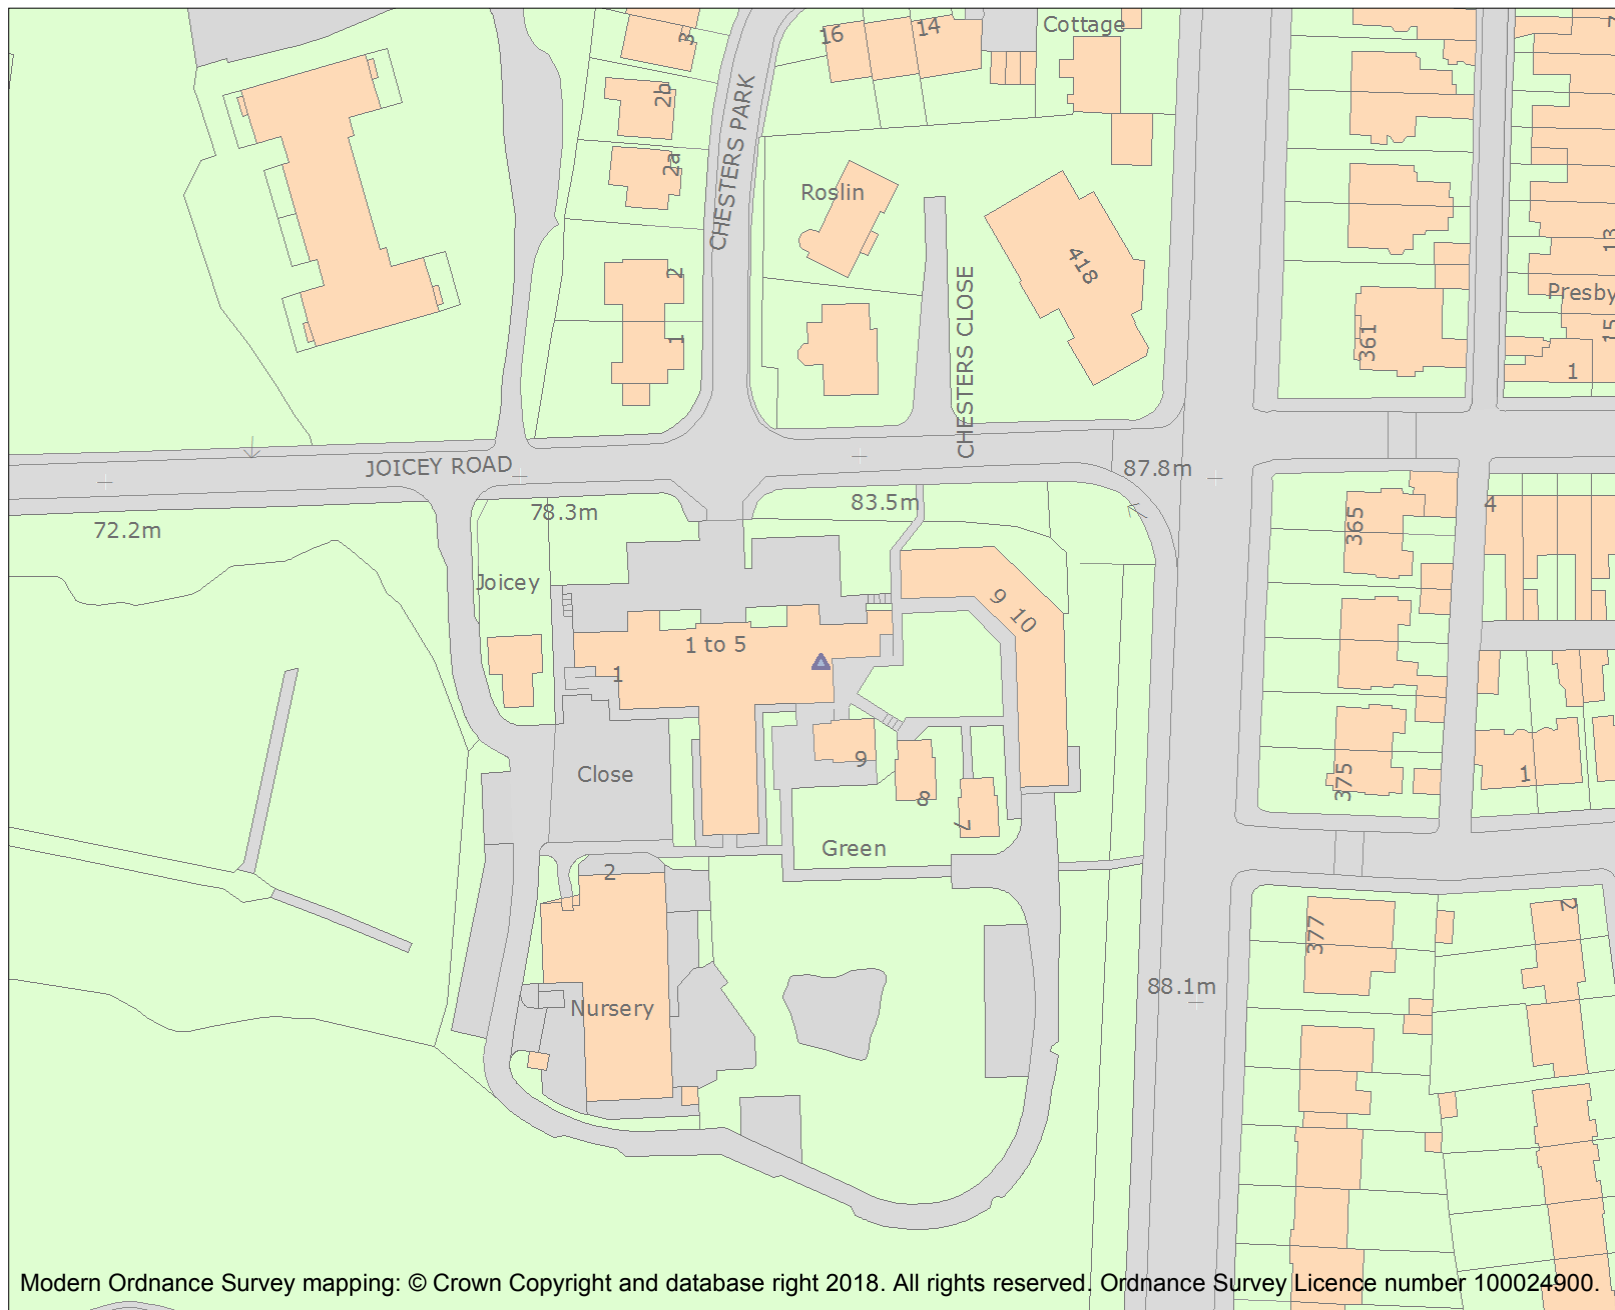 3
16
14
Cottage
2b
2a
CHESTERS PARK
Roslin
418
CHESTERS CLOSE
2
1
361
13
Presby
15
1
JOICEY ROAD
87.8m
72.2m
78.3m
83.5m
365
4
Joicey
9
10
1 to 5
1
Close
9
8
7
375
1
Green
2
377
2
Nursery
88.1m
Modern Ordnance Survey mapping: © Crown Copyright and database right 2018. All rights reserved. Ordnance Survey Licence number 100024900.